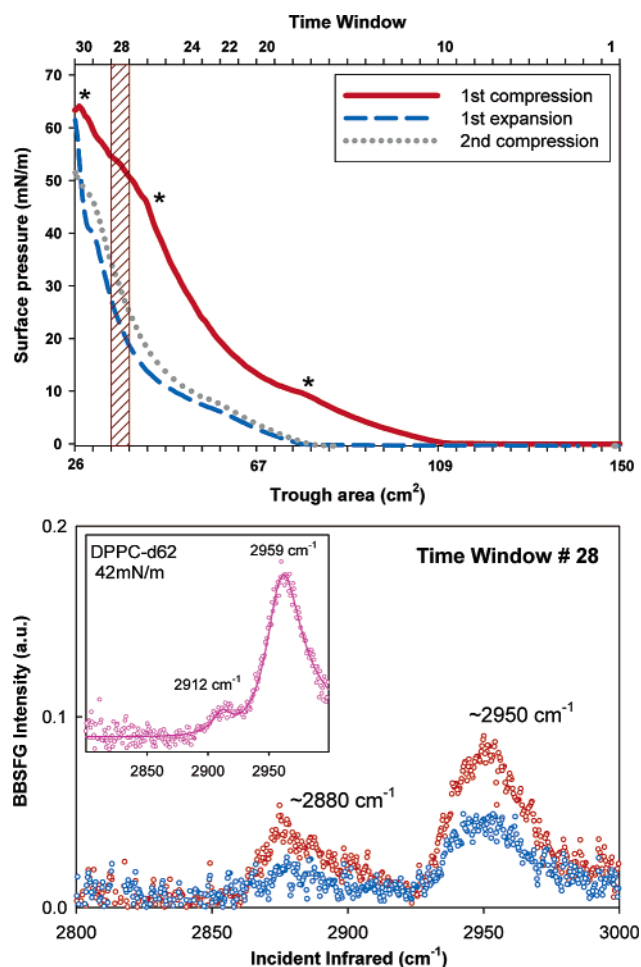 Time Window
30 28 24 22 20 10 1
70
60
50
40
30
20
10
0
Surface pressure (mN/m)
*
*
*
1st compression
1st expansion
2nd compression
26 67 109 150
Trough area (cm²)
0.2
0.1
0.0
BBSFG Intensity (a.u.)
DPPC-d62
42mN/m
2959 cm⁻¹
2912 cm⁻¹
2850 2900 2950
Time Window # 28
~2950 cm⁻¹
~2880 cm⁻¹
2800 2850 2900 2950 3000
Incident Infrared (cm⁻¹)